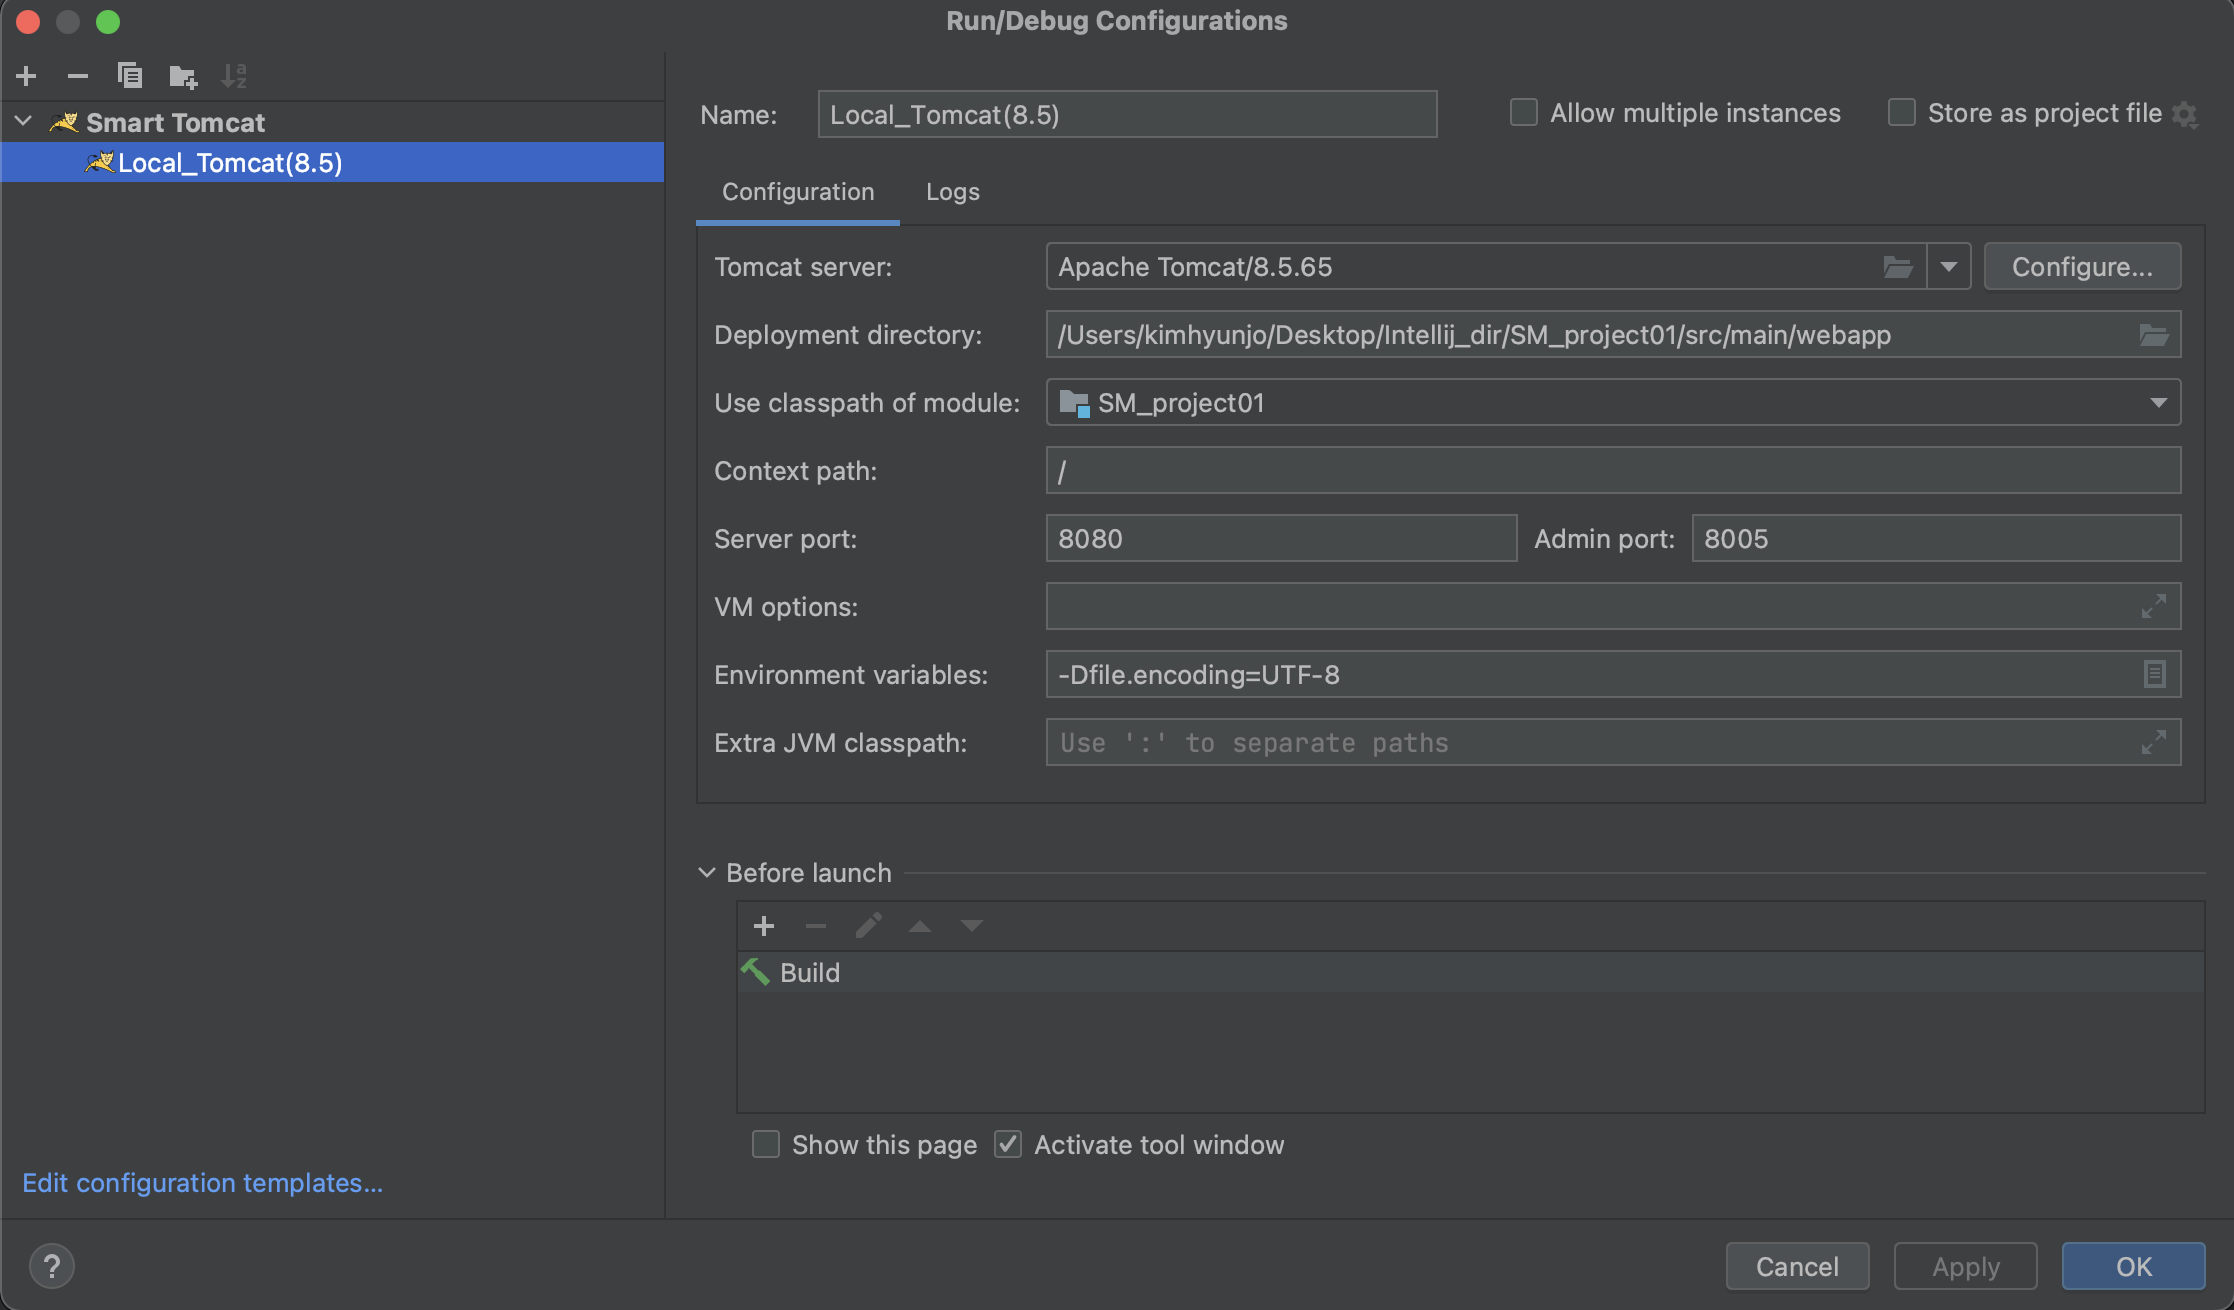 Run/Debug Configurations
Smart Tomcat
Local_Tomcat(8.5)
Edit configuration templates...
Name: Local_Tomcat(8.5) Allow multiple instances Store as project file
Configuration Logs
Tomcat server: Apache Tomcat/8.5.65 Configure...
Deployment directory: /Users/kimhyunjo/Desktop/Intellij_dir/SM_project01/src/main/webapp
Use classpath of module: SM_project01
Context path: /
Server port: 8080 Admin port: 8005
VM options:
Environment variables: -Dfile.encoding=UTF-8
Extra JVM classpath: Use ':' to separate paths
Before launch
Build
Show this page Activate tool window
? Cancel Apply OK